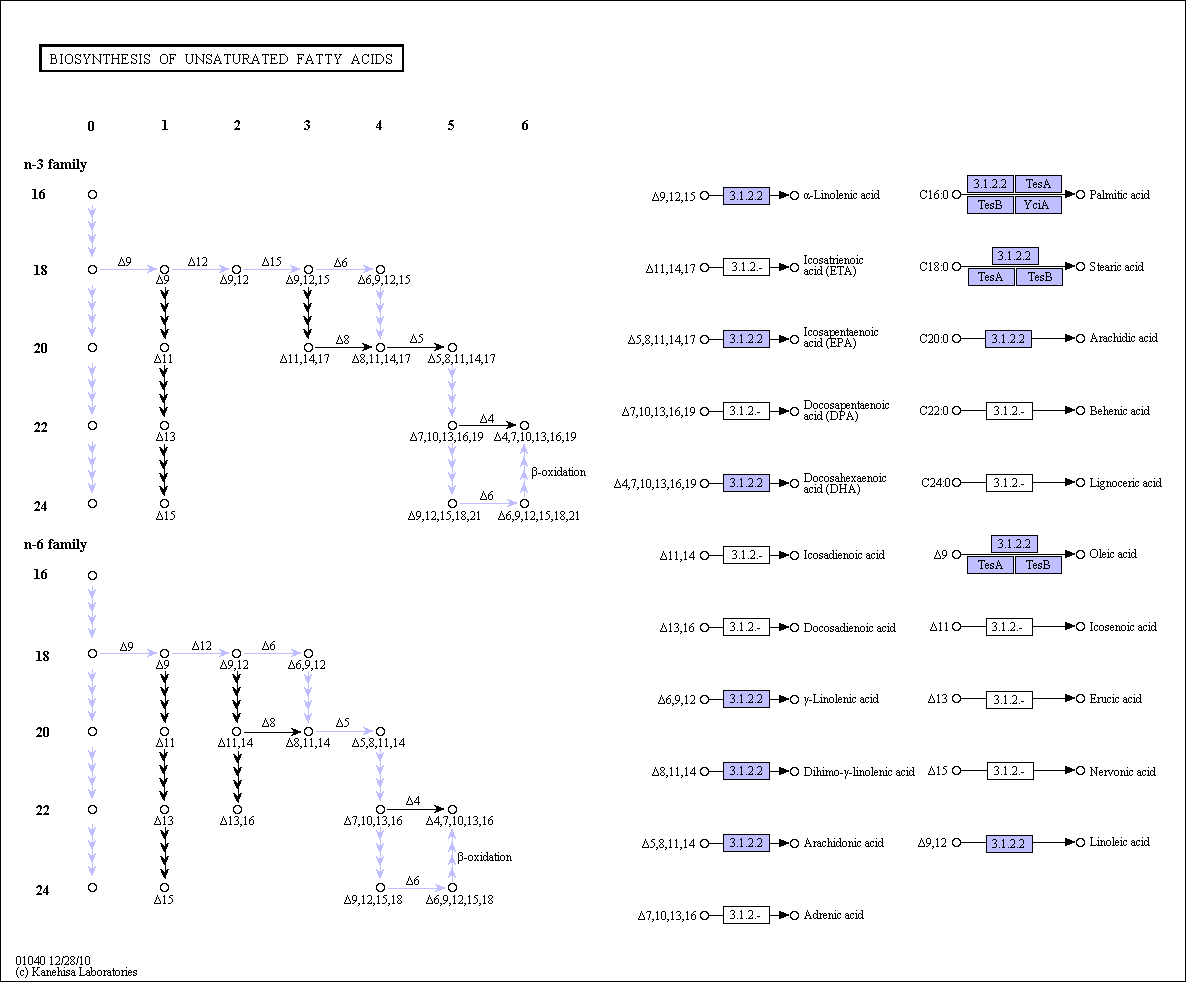 BIOSYNTHESIS OF UNSATURATED FATTY ACIDS
0 1 2 3 4 5 6
n-3 family
16
18
Δ9 Δ12 Δ15 Δ6
Δ9 Δ9,12 Δ9,12,15 Δ6,9,12,15
20
Δ8 Δ5
Δ11 Δ11,14,17 Δ8,11,14,17 Δ5,8,11,14,17
22
Δ4
Δ13 Δ7,10,13,16,19 Δ4,7,10,13,16,19
β-oxidation
24
Δ6
Δ15 Δ9,12,15,18,21 Δ6,9,12,15,18,21
n-6 family
16
18
Δ9 Δ12 Δ6
Δ9 Δ9,12 Δ6,9,12
20
Δ8 Δ5
Δ11 Δ11,14 Δ8,11,14 Δ5,8,11,14
22
Δ4
Δ13 Δ13,16 Δ7,10,13,16 Δ4,7,10,13,16
β-oxidation
24
Δ6
Δ15 Δ9,12,15,18 Δ6,9,12,15,18
Δ9,12,15 3.1.2.2 α-Linolenic acid
Δ11,14,17 3.1.2.- Icosatrienoic
acid (ETA)
Δ5,8,11,14,17 3.1.2.2 Icosapentaenoic
acid (EPA)
Δ7,10,13,16,19 3.1.2.- Docosapentaenoic
acid (DPA)
Δ4,7,10,13,16,19 3.1.2.2 Docosahexaenoic
acid (DHA)
Δ11,14 3.1.2.- Icosadienoic acid
Δ13,16 3.1.2.- Docosadienoic acid
Δ6,9,12 3.1.2.2 γ-Linolenic acid
Δ8,11,14 3.1.2.2 Dihimo-γ-linolenic acid
Δ5,8,11,14 3.1.2.2 Arachidonic acid
Δ7,10,13,16 3.1.2.- Adrenic acid
3.1.2.2 TesA
C16:0 Palmitic acid
TesB YciA
3.1.2.2
C18:0 Stearic acid
TesA TesB
C20:0 3.1.2.2 Arachidic acid
C22:0 3.1.2.- Behenic acid
C24:0 3.1.2.- Lignoceric acid
3.1.2.2
Δ9 Oleic acid
TesA TesB
Δ11 3.1.2.- Icosenoic acid
Δ13 3.1.2.- Erucic acid
Δ15 3.1.2.- Nervonic acid
Δ9,12 3.1.2.2 Linoleic acid
01040 12/28/10
(c) Kanehisa Laboratories